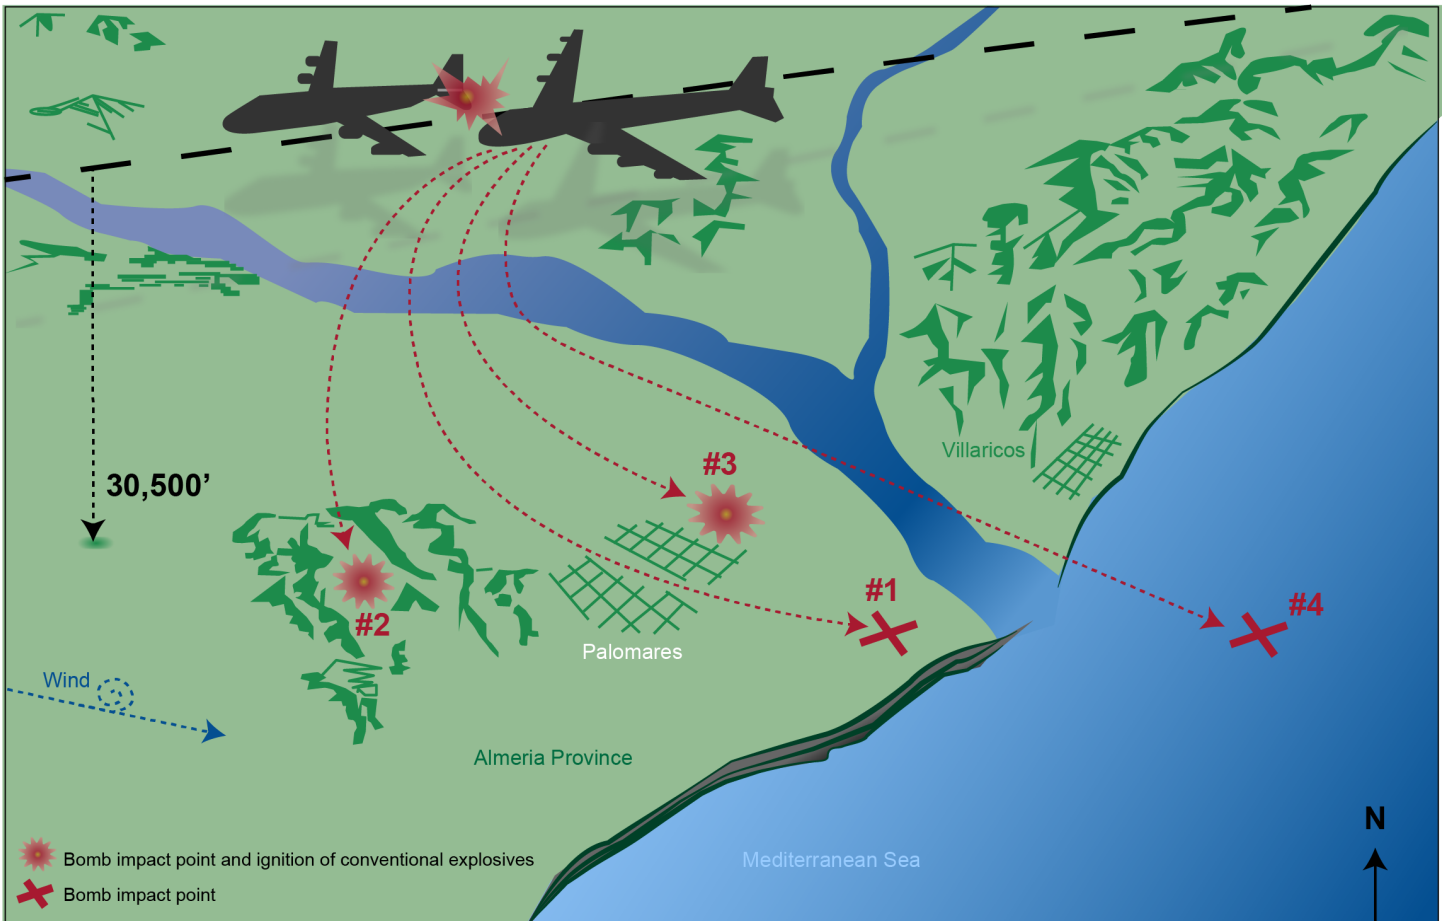 30,500’
Villaricos
#3
#1
#4
#2
Palomares
Wind
Almeria Province
N
Bomb impact point and ignition of conventional explosives
Mediterranean Sea
Bomb impact point